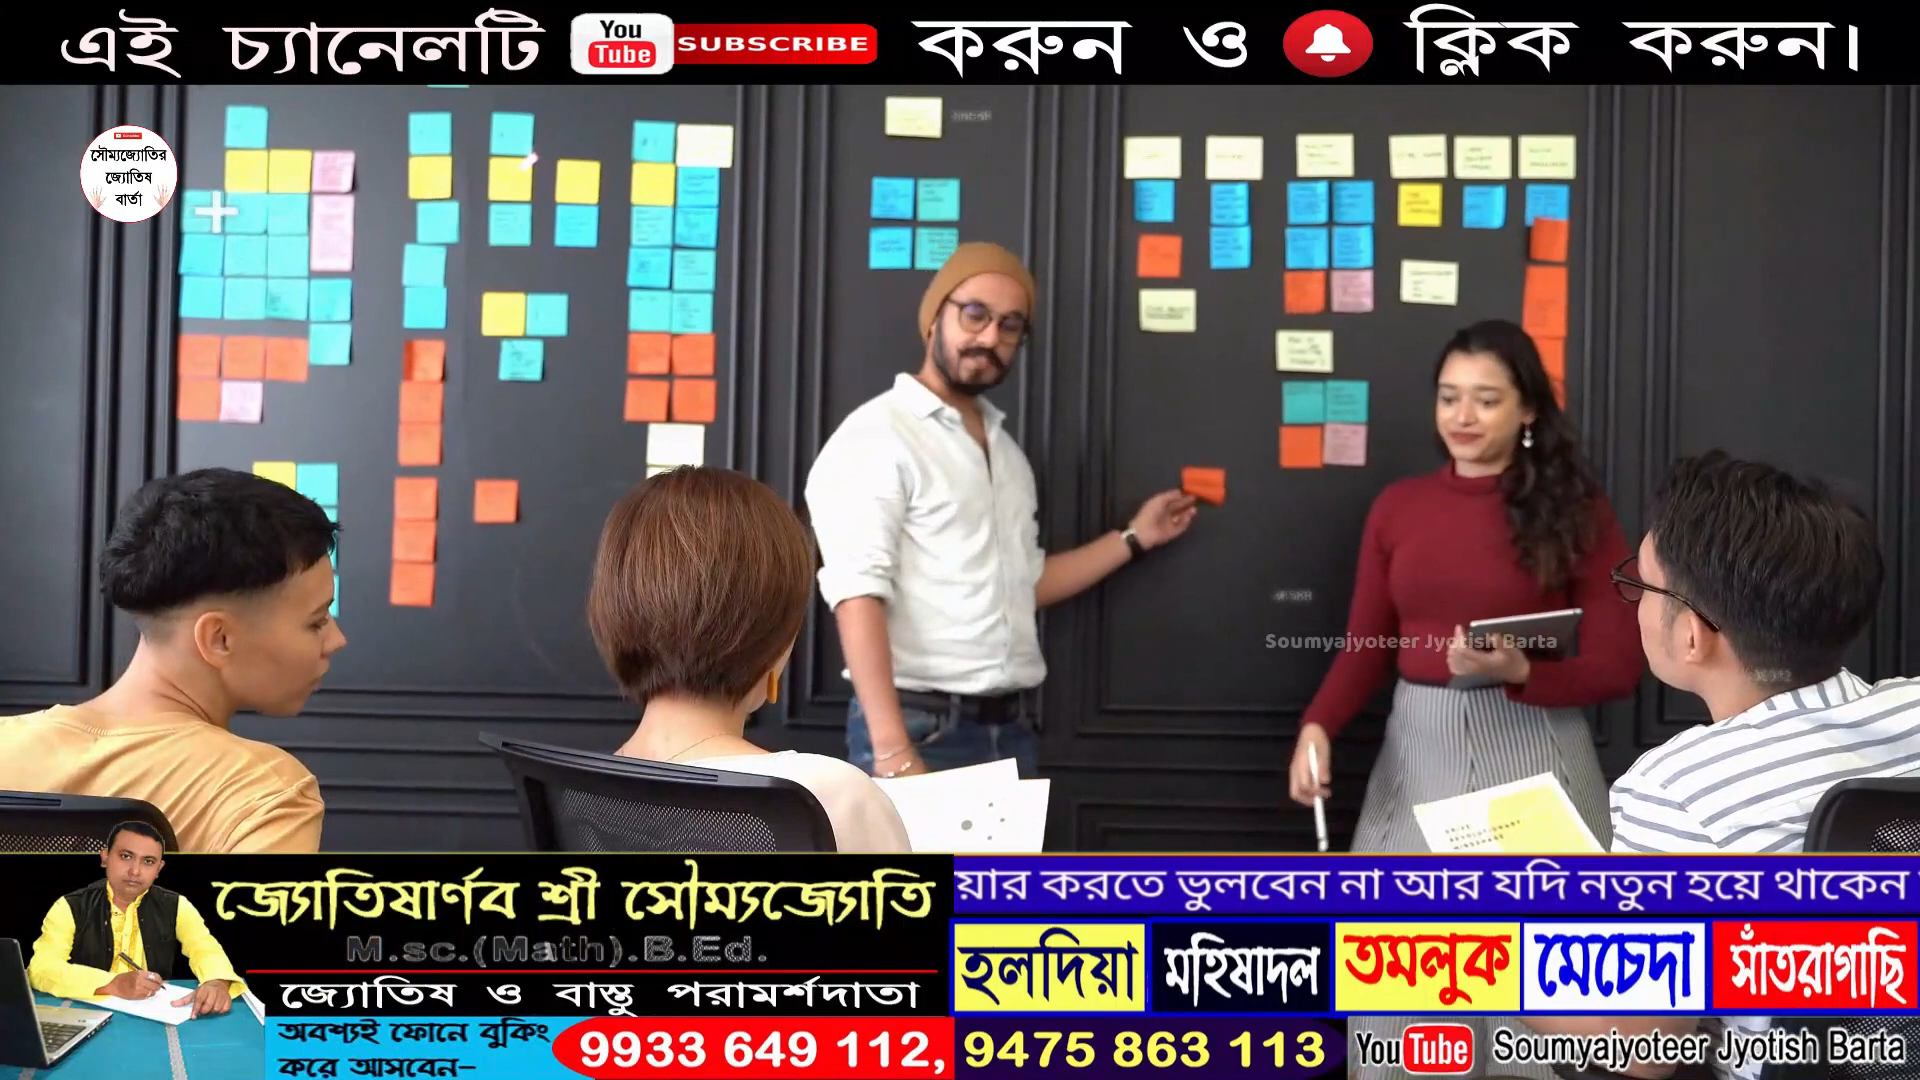 এই চ্যানেলটি You Tube SUBSCRIBE করুন ও ক্লিক করুন।
সৌম্যজ্যোতির
জ্যোতিষ
বার্তা
Soumyajyoteer Jyotish Barta
জ্যোতিষার্ণব শ্রী সৌম্যজ্যোতি
M.sc.(Math).B.Ed.
জ্যোতিষ ও বাস্তু পরামর্শদাতা
অবশ্যই ফোনে বুকিং
করে আসবেন–
9933 649 112, 9475 863 113
য়ার করতে ভুলবেন না আর যদি নতুন হয়ে থাকেন
হলদিয়া মহিষাদল তমলুক মেচেদা সাঁতরাগাছি
YouTube Soumyajyoteer Jyotish Barta